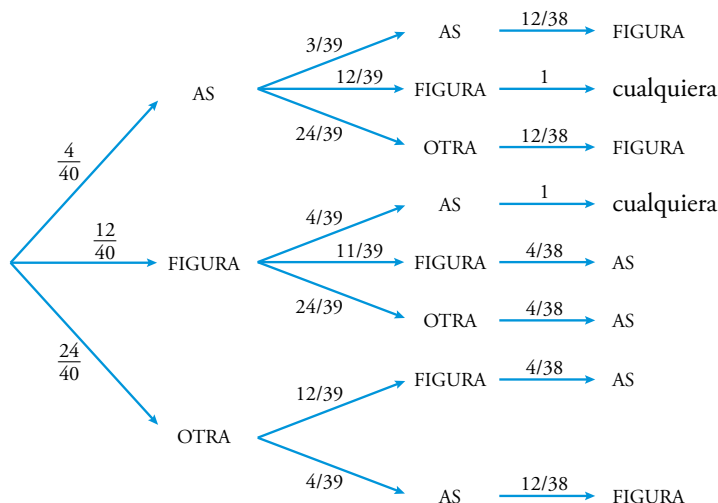 3/39 AS 12/38 FIGURA
AS 12/39 FIGURA 1 cualquiera
24/39 OTRA 12/38 FIGURA
4/40
4/39 AS 1 cualquiera
12/40 FIGURA 11/39 FIGURA 4/38 AS
24/39 OTRA 4/38 AS
24/40
12/39 FIGURA 4/38 AS
OTRA
4/39 AS 12/38 FIGURA